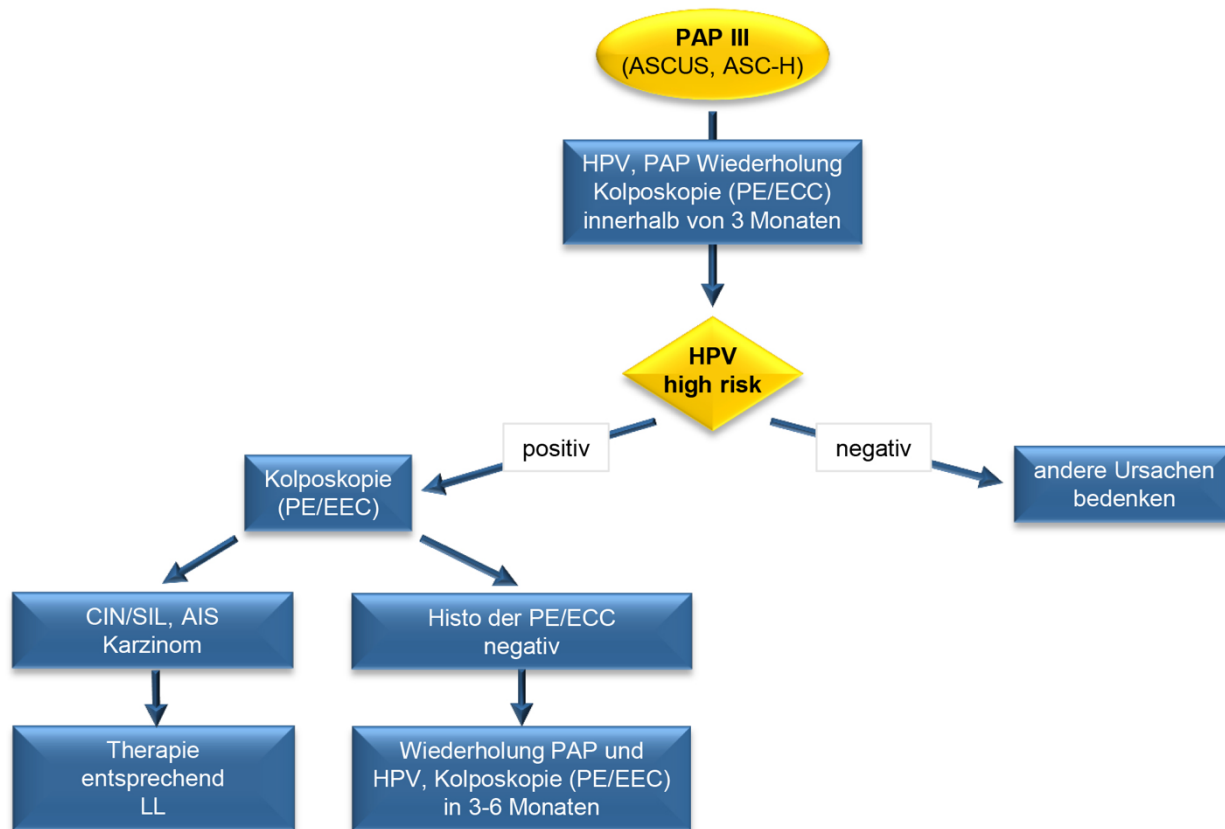 PAP III
(ASCUS, ASC-H)
HPV, PAP Wiederholung
Kolposkopie (PE/ECC)
innerhalb von 3 Monaten
HPV
high risk
positiv
negativ
Kolposkopie
(PE/EEC)
andere Ursachen
bedenken
CIN/SIL, AIS
Karzinom
Histo der PE/ECC
negativ
Therapie
entsprechend
LL
Wiederholung PAP und
HPV, Kolposkopie (PE/EEC)
in 3-6 Monaten